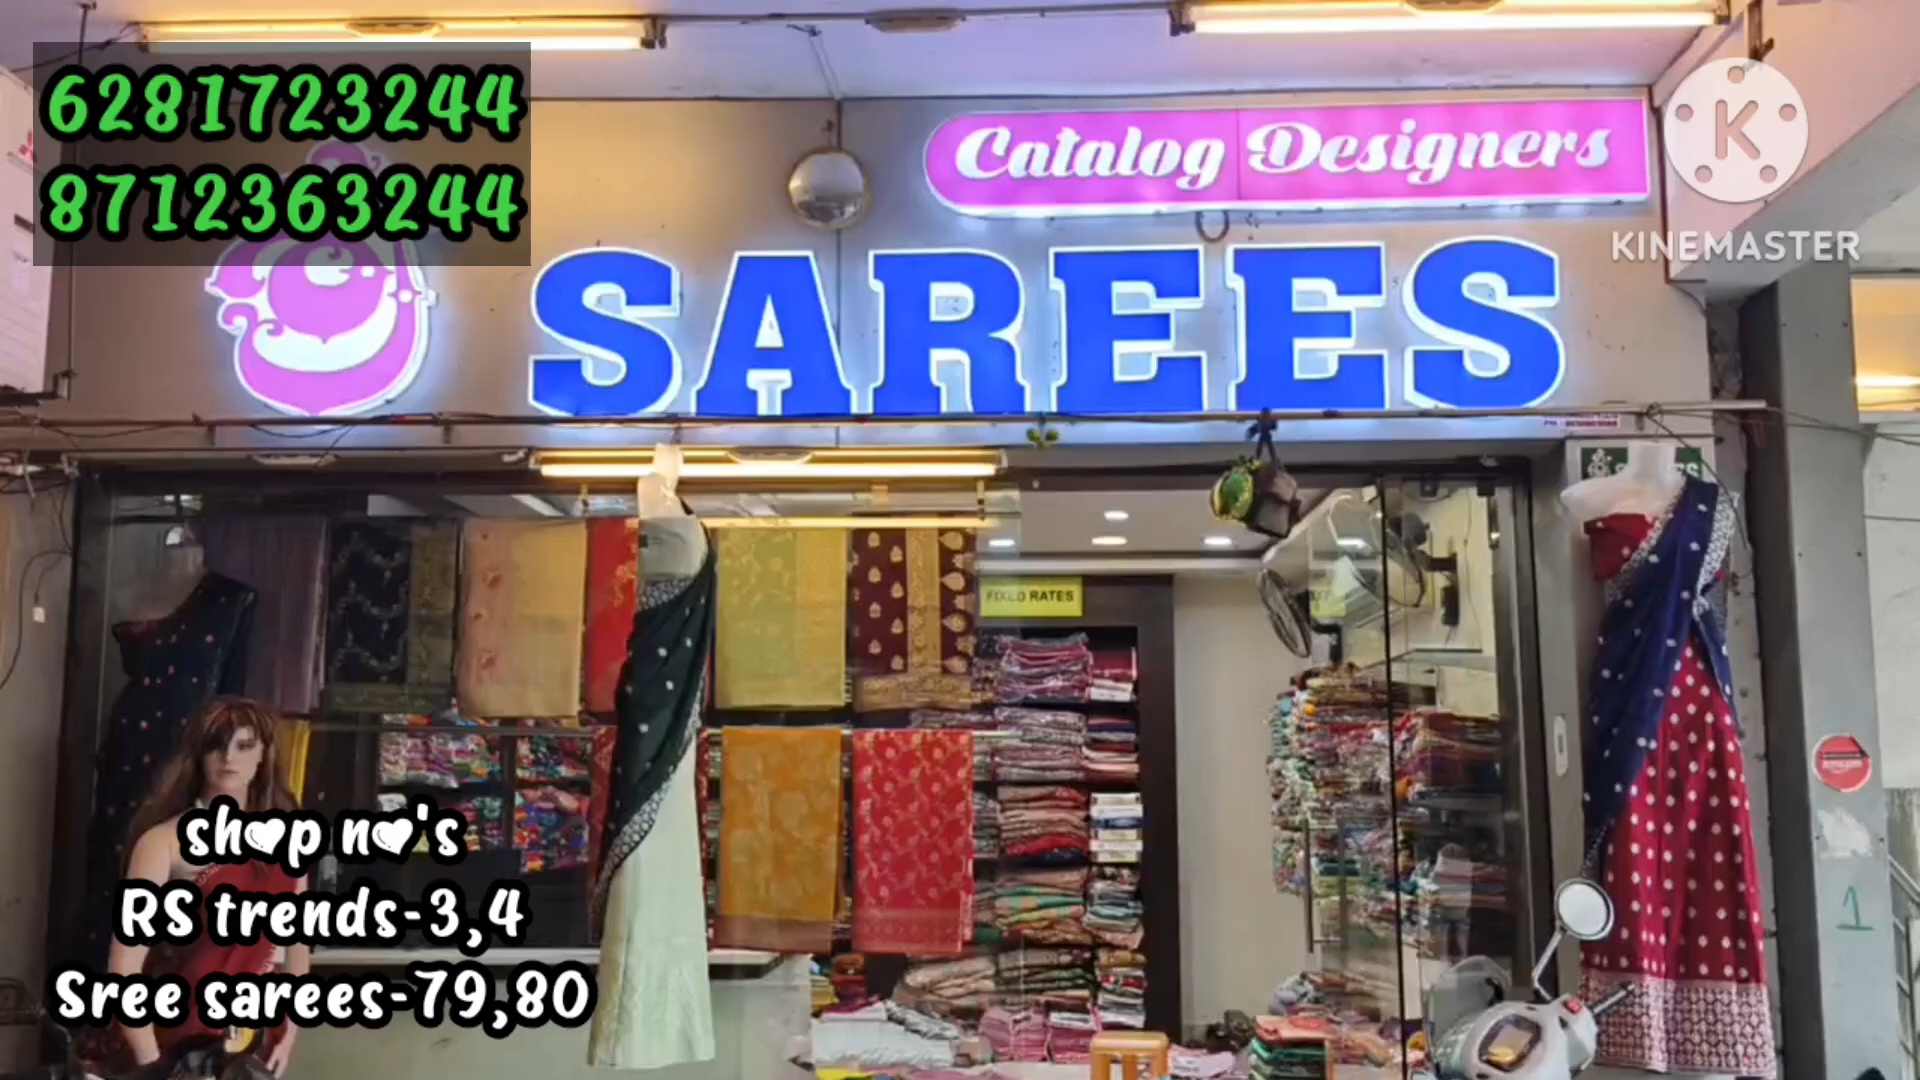 6281723244
8712363244
Catalog Designers
KINEMASTER
SAREES
FIXED RATES
shop no's
RS trends-3,4
Sree sarees-79,80
1